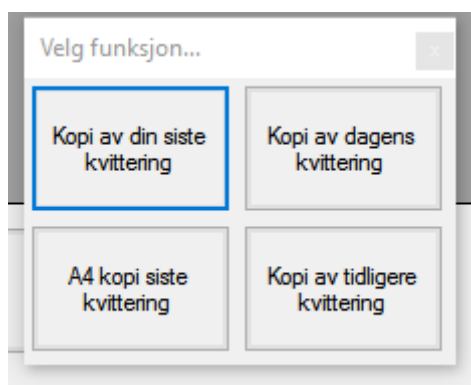 Velg funksjon...
x
Kopi av din siste
kvittering
Kopi av dagens
kvittering
A4 kopi siste
kvittering
Kopi av tidligere
kvittering